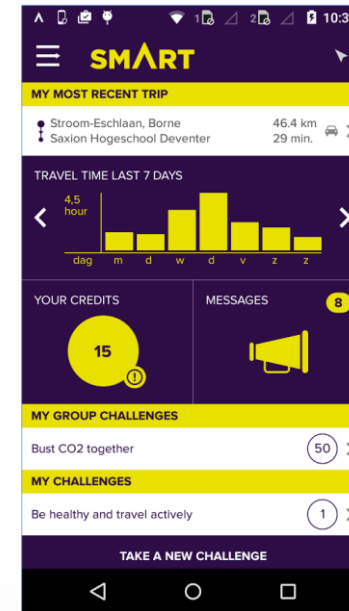 1 2 10:3
SMART
MY MOST RECENT TRIP
Stroom-Eschlaan, Borne 46.4 km
Saxion Hogeschool Deventer 29 min.
TRAVEL TIME LAST 7 DAYS
4,5
hour
dag m d w d v z z
YOUR CREDITS MESSAGES 8
15
!
MY GROUP CHALLENGES
Bust CO2 together 50
MY CHALLENGES
Be healthy and travel actively 1
TAKE A NEW CHALLENGE